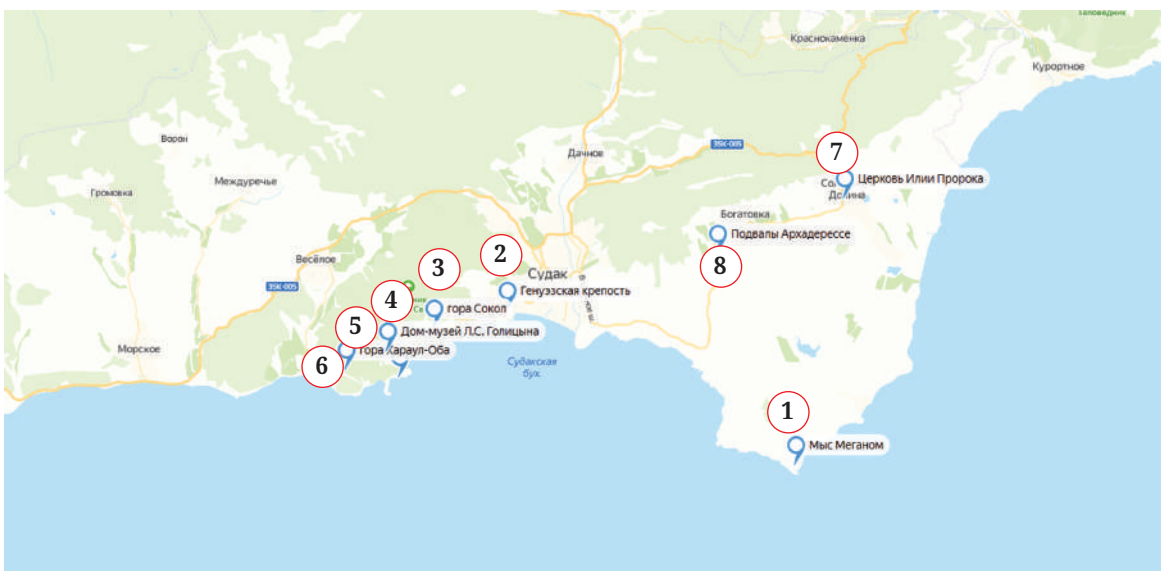 заповедник
Краснокаменка
Курортное
35К-005
Ворон
Дачное
7
Междуречье
Церковь Илии Пророка
Громовка
Долина
Богатовка
Подвалы Архадерессе
2
Весёлое
3
Судак
8
35К-005
Генуэзская крепость
4
гора Сокол
5
Дом-музей Л.С. Голицына
Морское
гора Караул-Оба
6
Судакская
бух.
1
Мыс Меганом